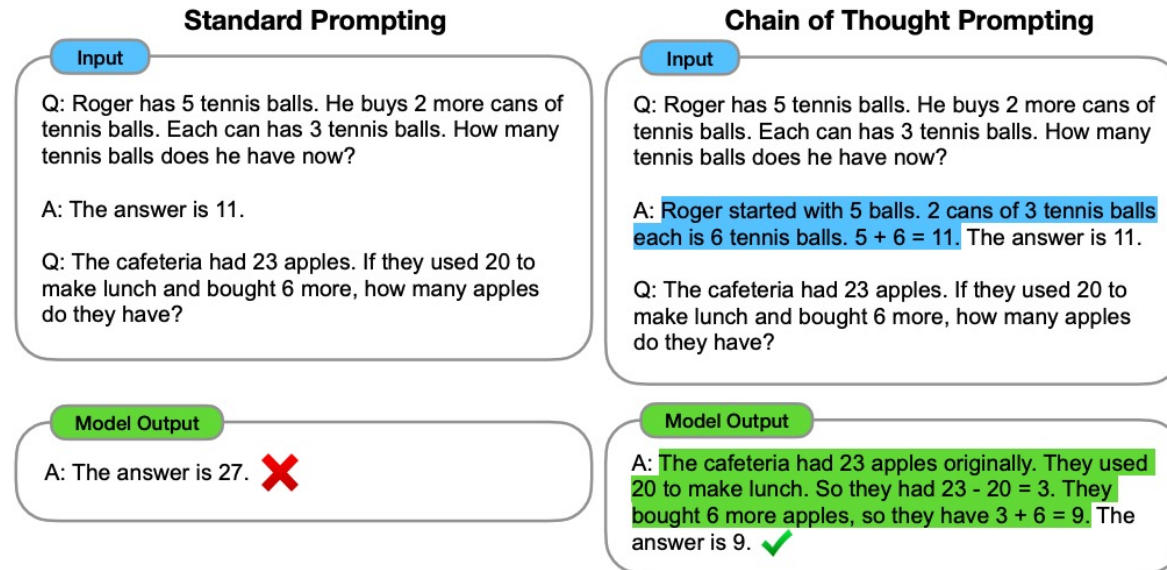 Standard Prompting
Input
Q: Roger has 5 tennis balls. He buys 2 more cans of
tennis balls. Each can has 3 tennis balls. How many
tennis balls does he have now?
A: The answer is 11.
Q: The cafeteria had 23 apples. If they used 20 to
make lunch and bought 6 more, how many apples
do they have?
Model Output
A: The answer is 27.
Chain of Thought Prompting
Input
Q: Roger has 5 tennis balls. He buys 2 more cans of
tennis balls. Each can has 3 tennis balls. How many
tennis balls does he have now?
A: Roger started with 5 balls. 2 cans of 3 tennis balls
each is 6 tennis balls. 5 + 6 = 11. The answer is 11.
Q: The cafeteria had 23 apples. If they used 20 to
make lunch and bought 6 more, how many apples
do they have?
Model Output
A: The cafeteria had 23 apples originally. They used
20 to make lunch. So they had 23 - 20 = 3. They
bought 6 more apples, so they have 3 + 6 = 9. The
answer is 9.